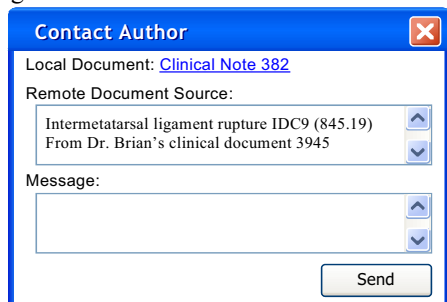 Contact Author
Local Document: Clinical Note 382
Remote Document Source:
Intermetatarsal ligament rupture IDC9 (845.19)
From Dr. Brian's clinical document 3945
Message:
Send